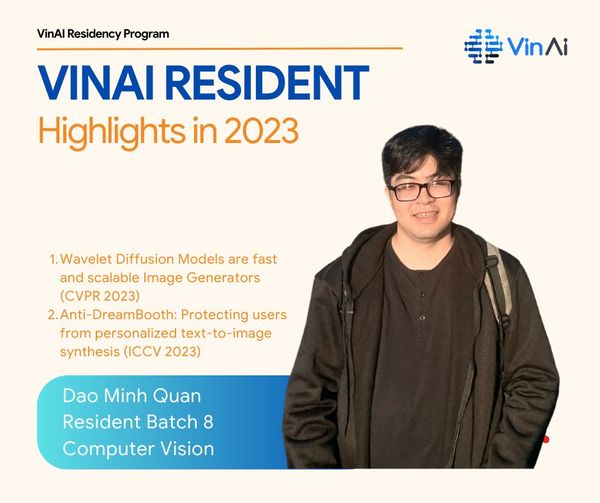 VinAI Residency Program
VinAi
VINAI RESIDENT
Highlights in 2023
1. Wavelet Diffusion Models are fast
and scalable Image Generators
(CVPR 2023)
2. Anti-DreamBooth: Protecting users
from personalized text-to-image
synthesis (ICCV 2023)
Dao Minh Quan
Resident Batch 8
Computer Vision